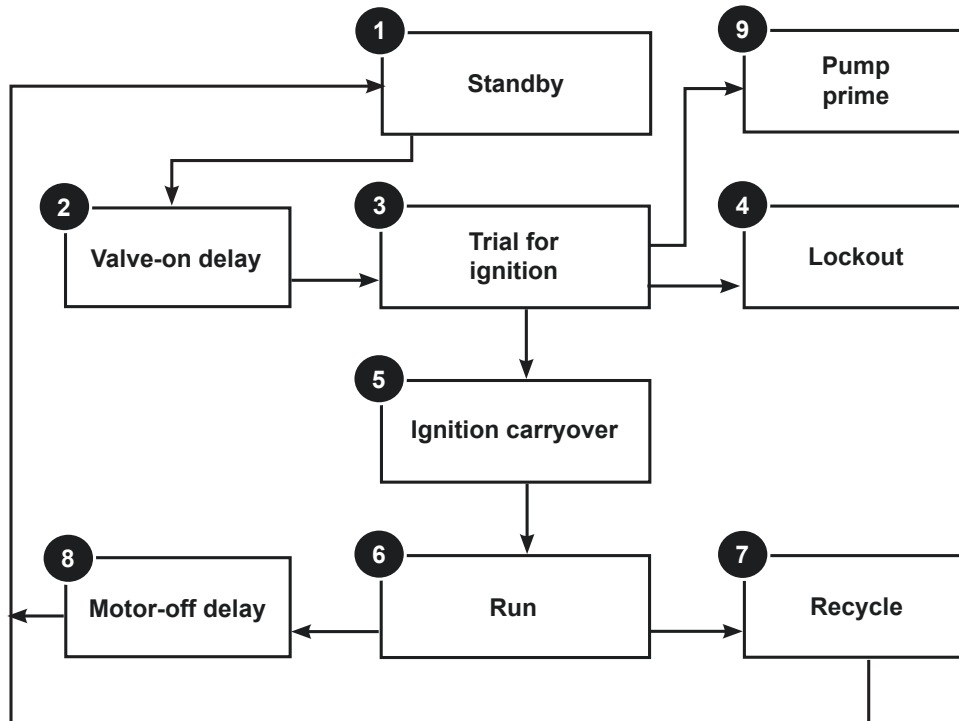 1
Standby
9
Pump
prime
2
Valve-on delay
3
Trial for
ignition
4
Lockout
5
Ignition carryover
8
Motor-off delay
6
Run
7
Recycle